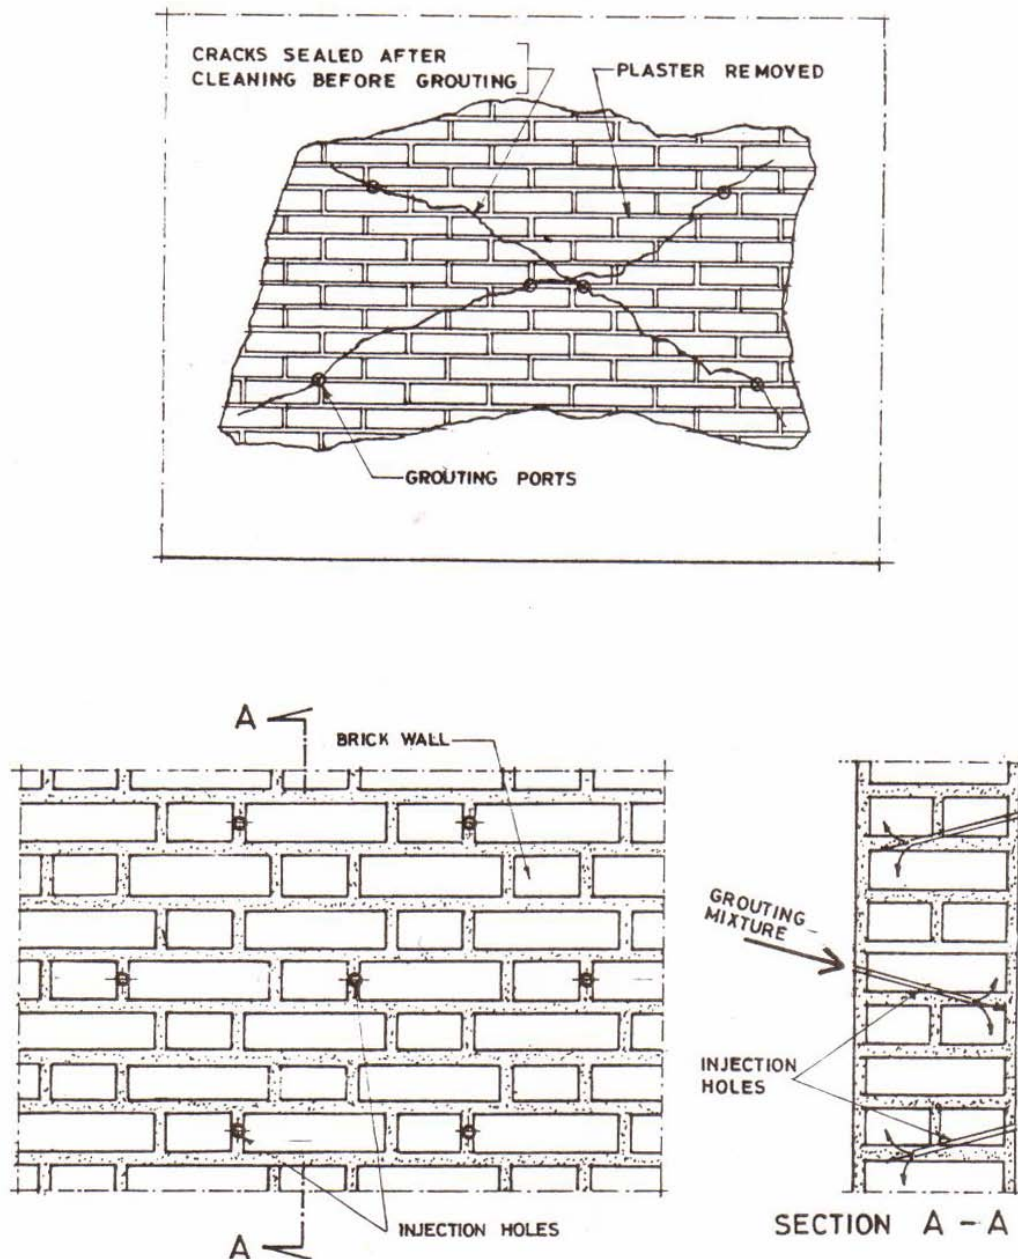 CRACKS SEALED AFTER
CLEANING BEFORE GROUTING
PLASTER REMOVED
GROUTING PORTS
A
BRICK WALL
GROUTING
MIXTURE
INJECTION
HOLES
INJECTION HOLES
A
SECTION A - A